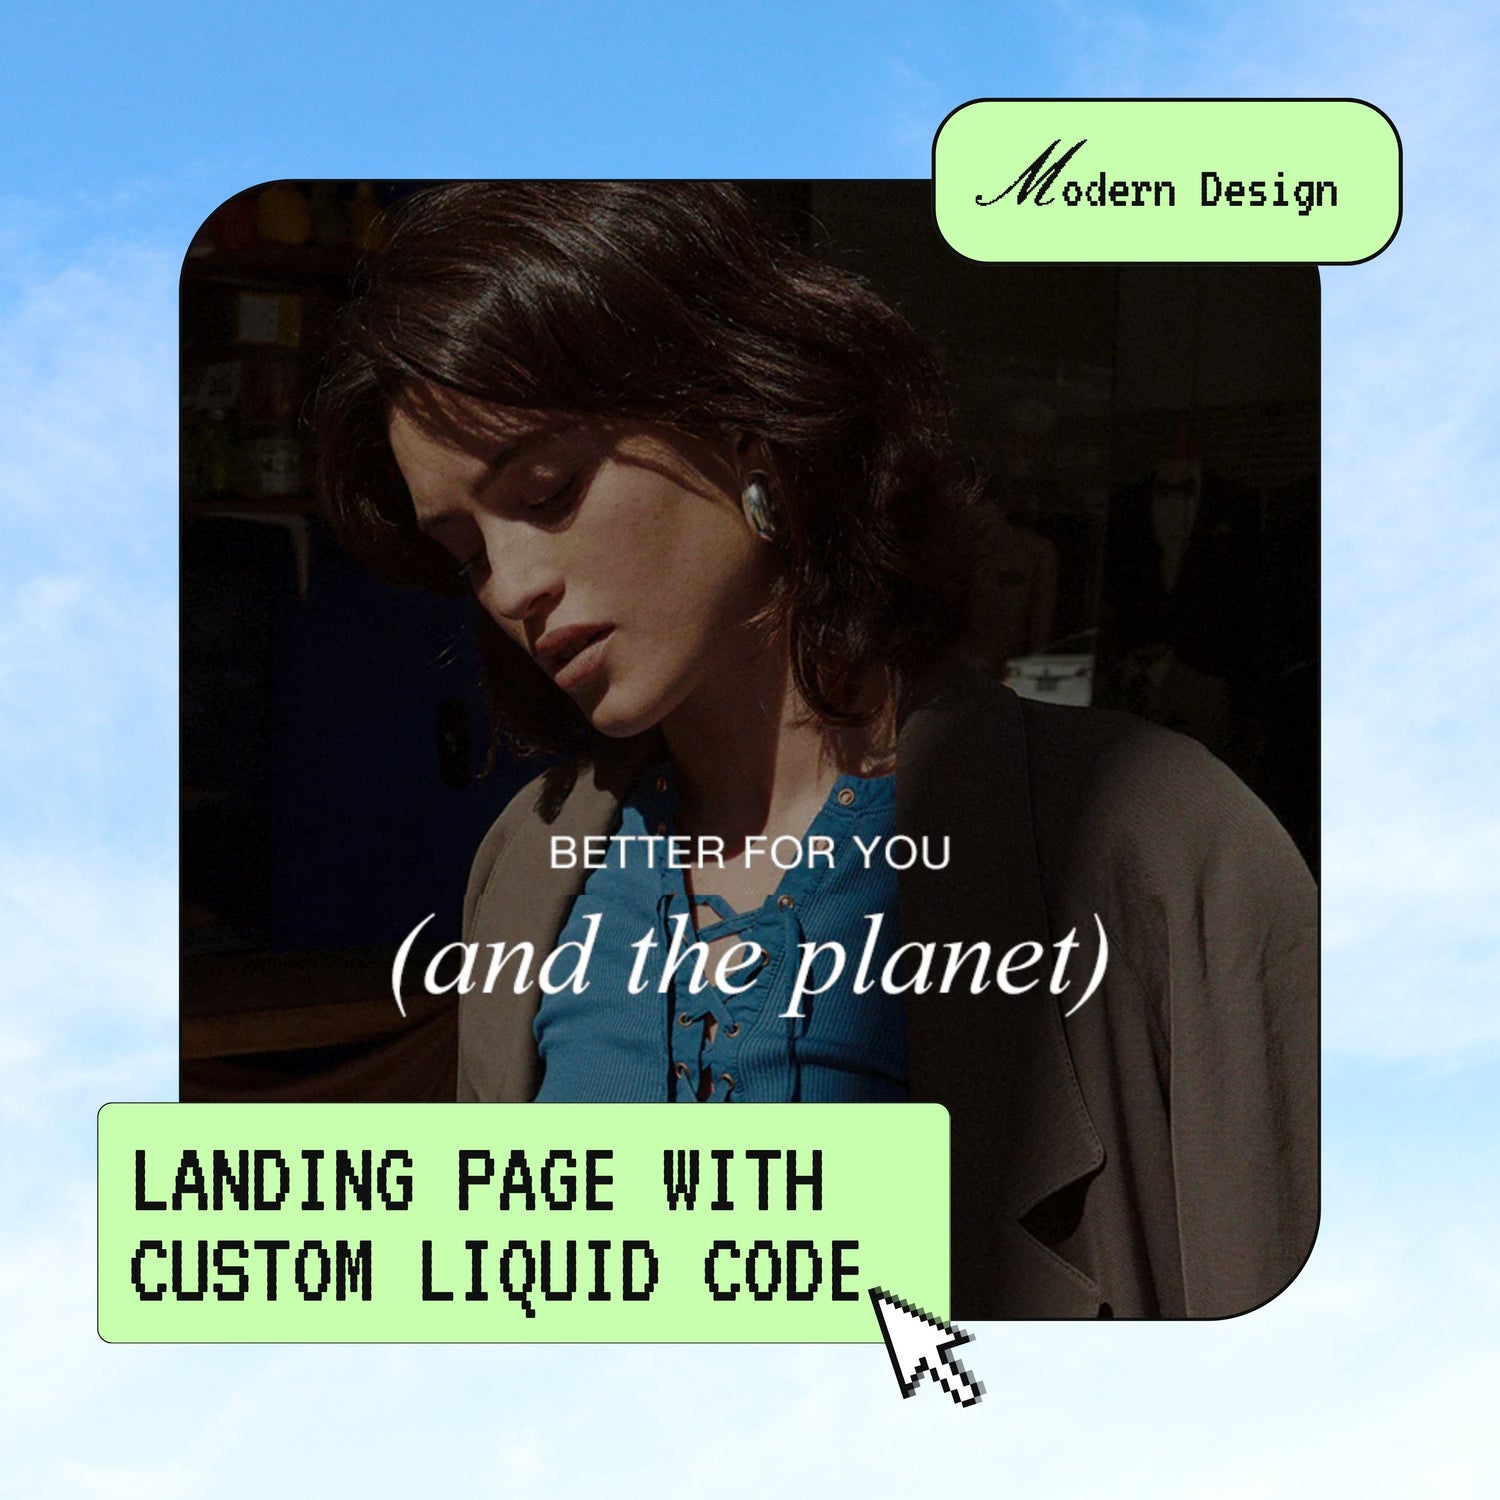 Modern Design
BETTER FOR YOU
(and the planet)
LANDING PAGE WITH
CUSTOM LIQUID CODE